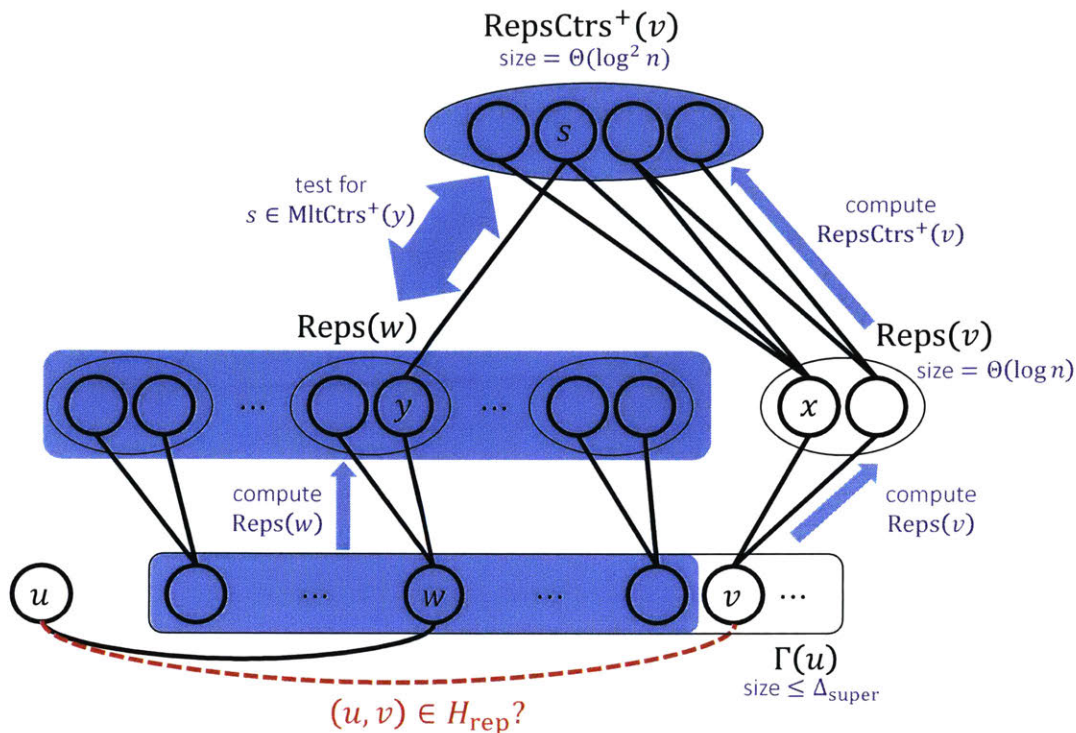 RepsCtrs⁺(v)
size = Θ(log² n)
s
test for
s ∈ MltCtrs⁺(y)
compute
RepsCtrs⁺(v)
Reps(w)
Reps(v)
size = Θ(log n)
... y ... x
compute
Reps(w)
compute
Reps(v)
u ... w ... v ...
Γ(u)
size ≤ Δsuper
(u, v) ∈ Hrep?